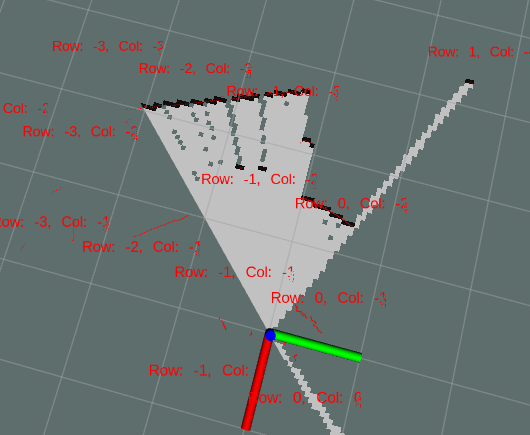 Row: -3, Col: -3
Row: 1, Col:
Row: -2, Col: -3
Row: -1, Col: -3
Col: -2
Row: -3, Col: -2
Row: -1, Col:
Row: 0, Col: -2
Row: -3, Col: -1
Row: -2, Col: -1
Row: -1, Col: -1
Row: 0, Col: -1
Row: -1, Col:
Row: 0, Col: 0